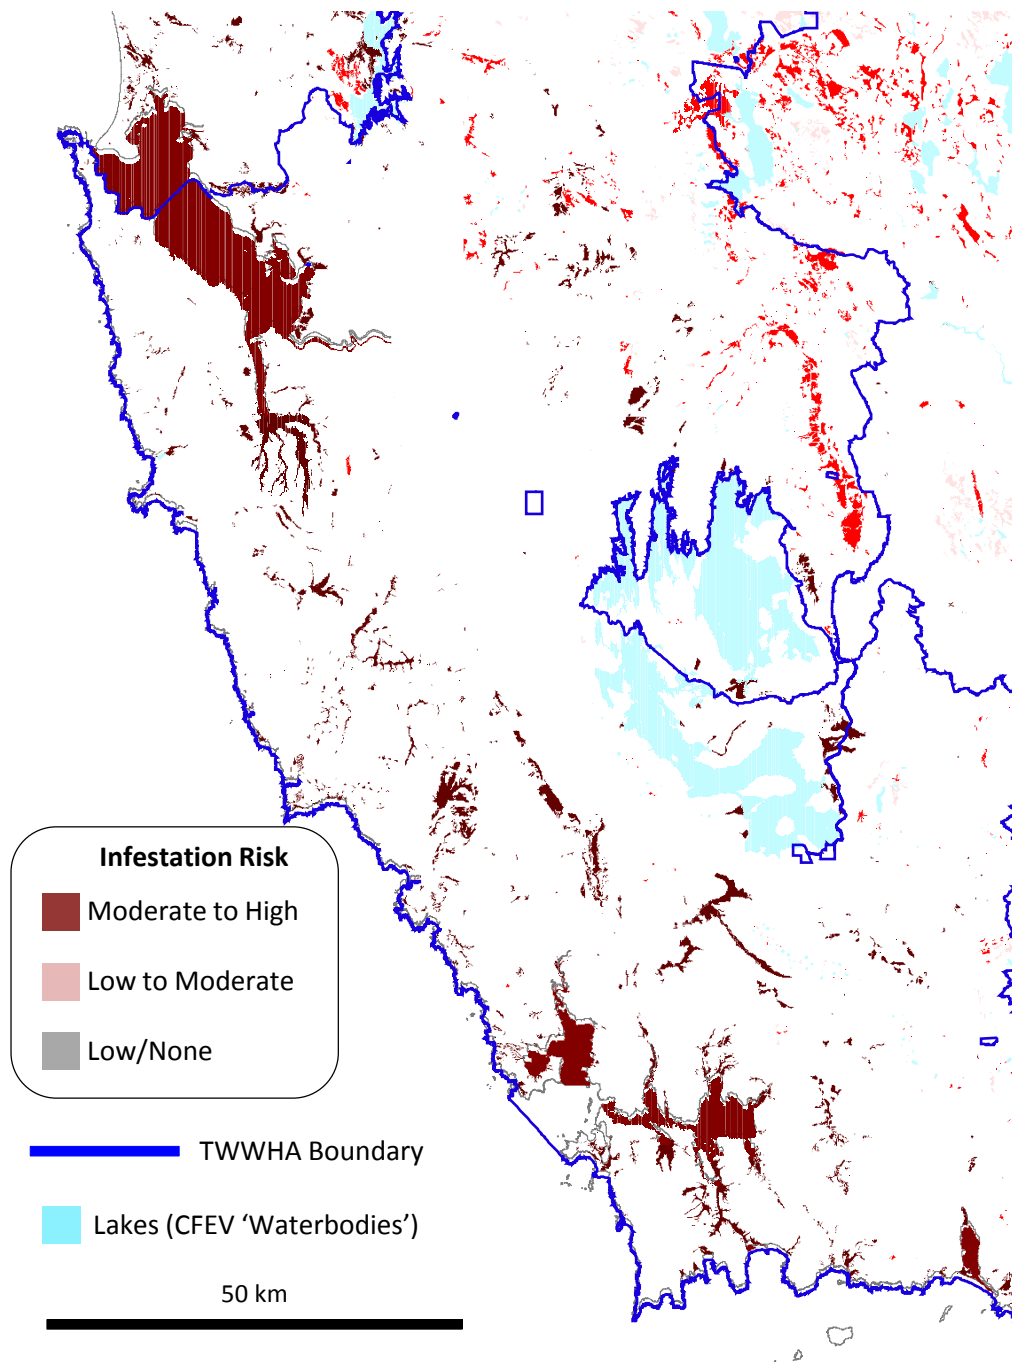 Infestation Risk
Moderate to High
Low to Moderate
Low/None
TWWHA Boundary
Lakes (CFEV ‘Waterbodies’)
50 km